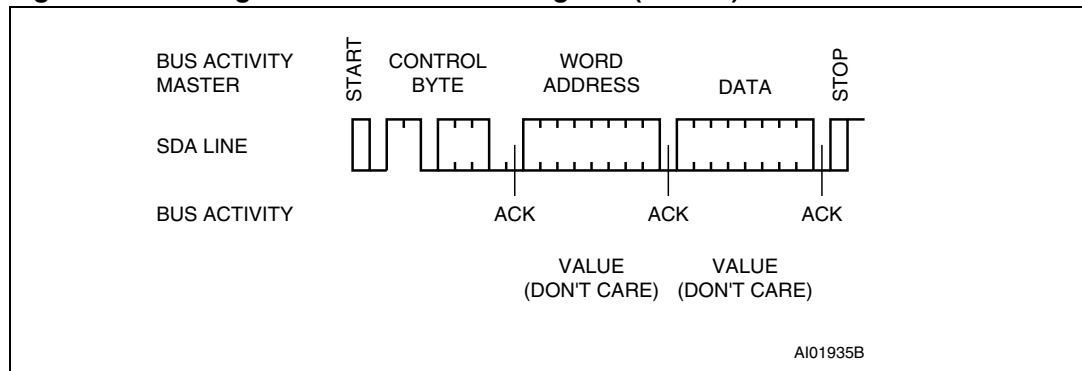 BUS ACTIVITY
MASTER
START
CONTROL
BYTE
WORD
ADDRESS
DATA
STOP
SDA LINE
BUS ACTIVITY
ACK
ACK
ACK
VALUE
(DON'T CARE)
VALUE
(DON'T CARE)
AI01935B